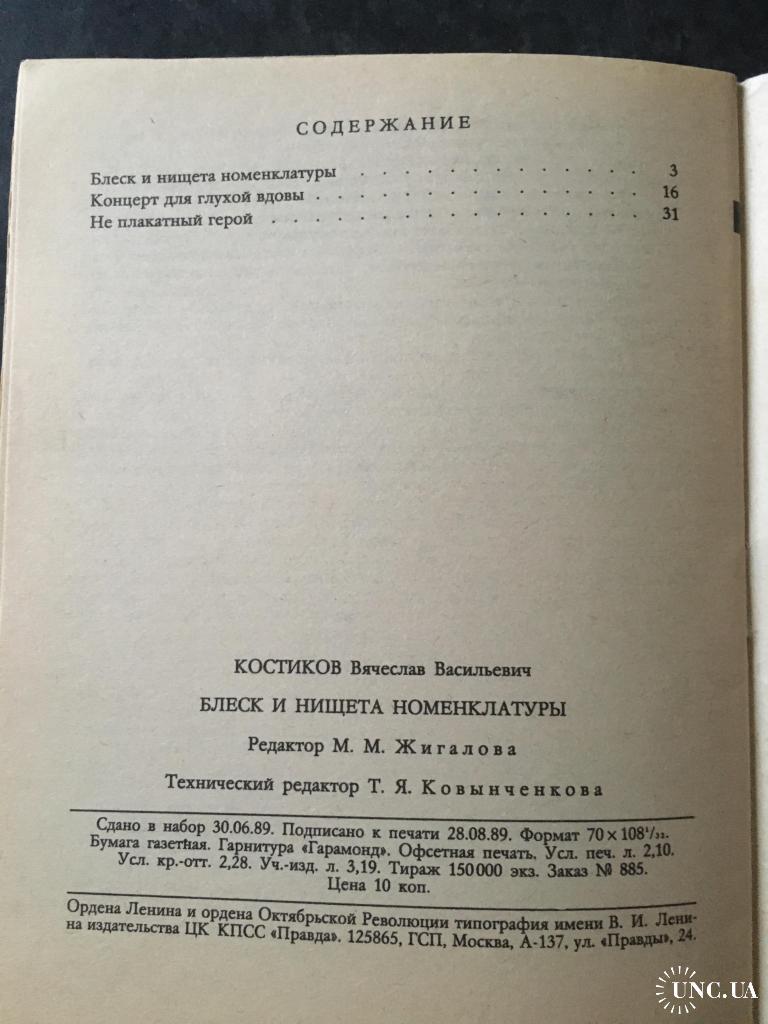 СОДЕРЖАНИЕ
Блеск и нищета номенклатуры . . . . . . . . . . . . . 3
Концерт для глухой вдовы . . . . . . . . . . . . . . . 16
Не плакатный герой . . . . . . . . . . . . . . . . . 31
КОСТИКОВ Вячеслав Васильевич
БЛЕСК И НИЩЕТА НОМЕНКЛАТУРЫ
Редактор М. М. Жигалова
Технический редактор Т. Я. Ковынченкова
Сдано в набор 30.06.89. Подписано к печати 28.08.89. Формат 70×108¹/₃₂.
Бумага газетная. Гарнитура «Гарамонд». Офсетная печать. Усл. печ. л. 2,10.
Усл. кр.-отт. 2,28. Уч.-изд. л. 3,19. Тираж 150 000 экз. Заказ № 885.
Цена 10 коп.
Ордена Ленина и ордена Октябрьской Революции типография имени В. И. Лени-
на издательства ЦК КПСС «Правда». 125865, ГСП, Москва, А-137, ул. «Правды», 24.
UNC.UA